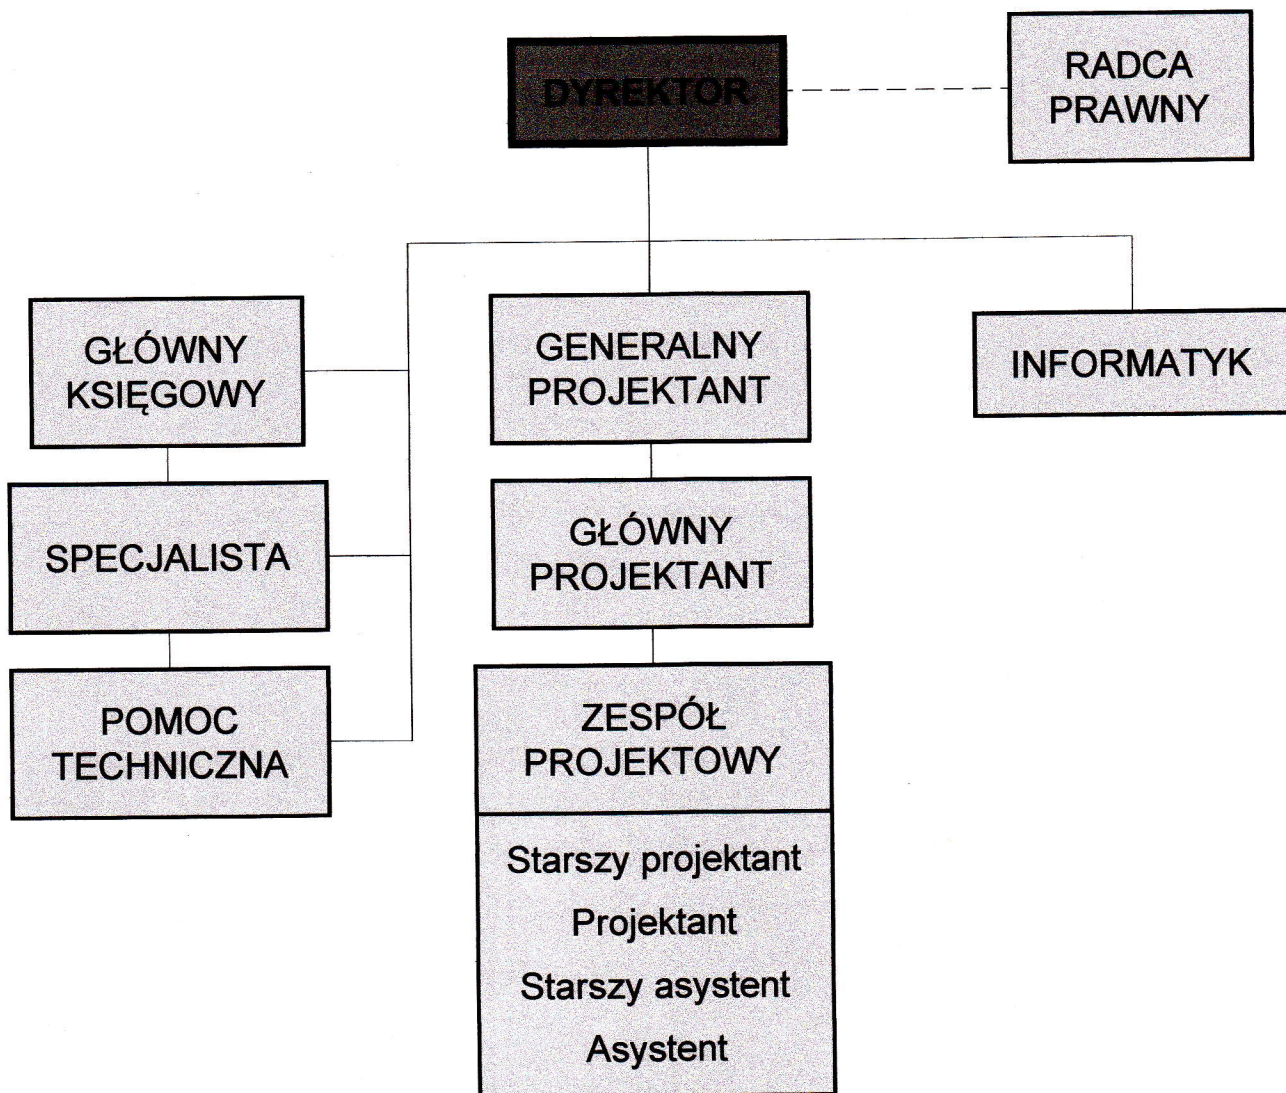 DYREKTOR
RADCA
PRAWNY
GŁÓWNY
KSIĘGOWY
GENERALNY
PROJEKTANT
INFORMATYK
SPECJALISTA
GŁÓWNY
PROJEKTANT
POMOC
TECHNICZNA
ZESPÓŁ
PROJEKTOWY
Starszy projektant
Projektant
Starszy asystent
Asystent